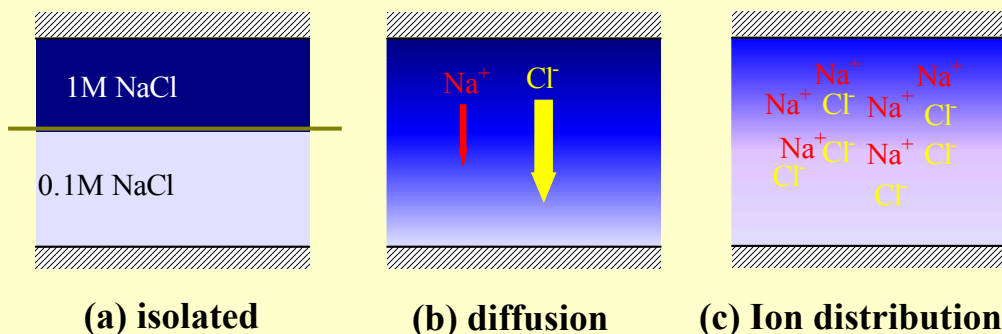 1M NaCl
0.1M NaCl
(a) isolated
Na⁺
Cl⁻
(b) diffusion
Na⁺ Na⁺
Na⁺ Cl⁻ Na⁺ Cl⁻
Na⁺ Cl⁻ Na⁺ Cl⁻
Cl⁻ Cl⁻
(c) Ion distribution